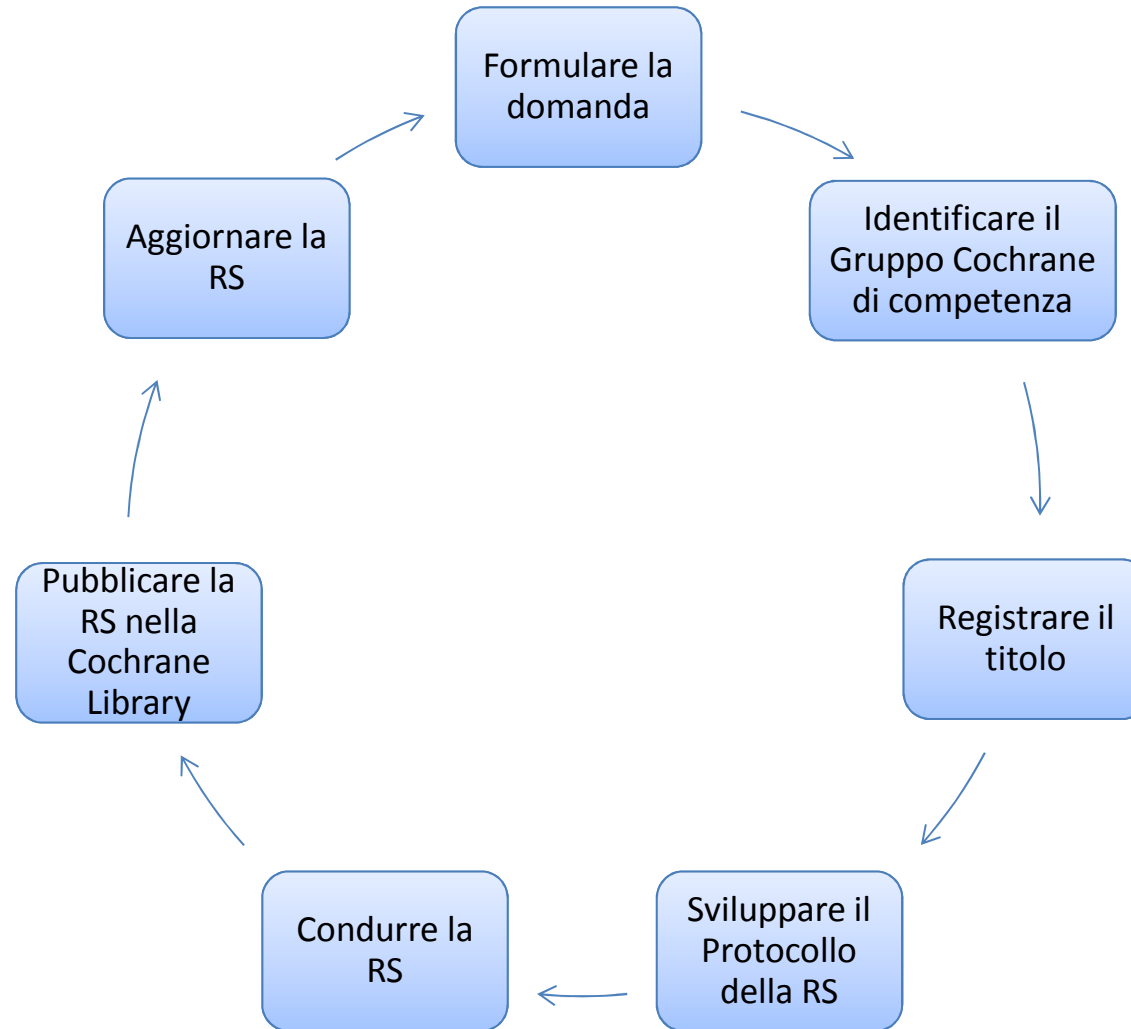 Formulare la
domanda
Identificare il
Gruppo Cochrane
di competenza
Registrare il
titolo
Sviluppare il
Protocollo
della RS
Condurre la
RS
Pubblicare la
RS nella
Cochrane
Library
Aggiornare la
RS